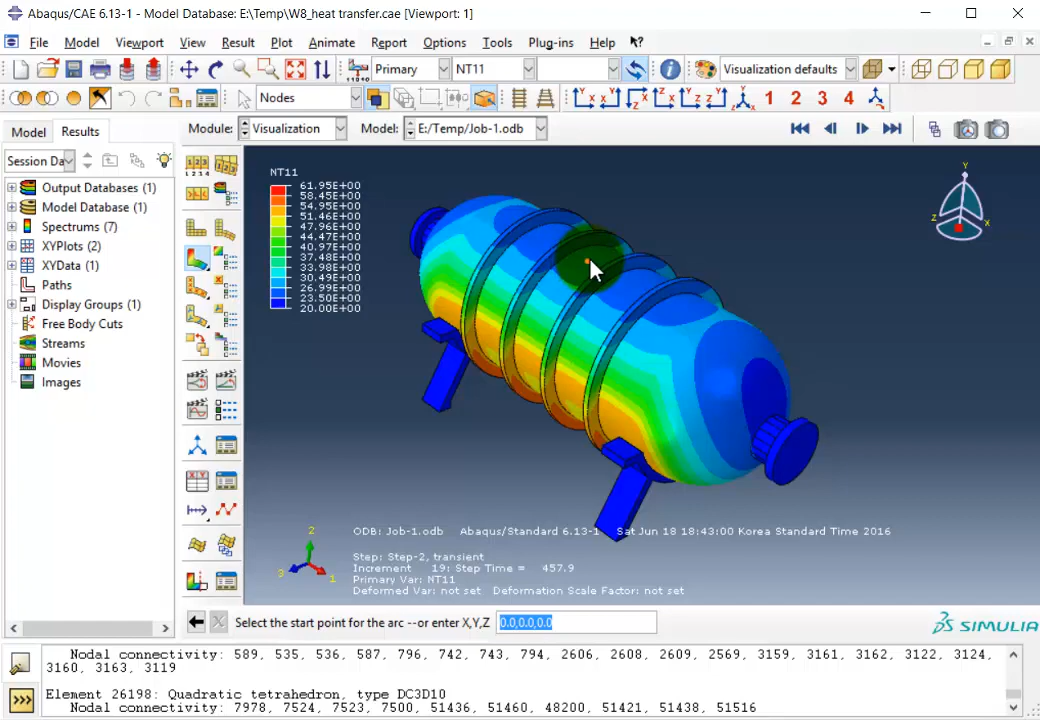 Abaqus/CAE 6.13-1 - Model Database: E:\Temp\W8_heat transfer.cae [Viewport: 1]
File Model Viewport View Result Plot Animate Report Options Tools Plug-ins Help
Primary NT11 Visualization defaults
Nodes 1 2 3 4
Model Results Module: Visualization Model: E:/Temp/Job-1.odb
Session Da
Output Databases (1)
Model Database (1)
Spectrums (7)
XYPlots (2)
XYData (1)
Paths
Display Groups (1)
Free Body Cuts
Streams
Movies
Images
NT11
61.95E+00
58.45E+00
54.95E+00
51.46E+00
47.96E+00
44.47E+00
40.97E+00
37.48E+00
33.98E+00
30.49E+00
26.99E+00
23.50E+00
20.00E+00
Y
Z
X
2
3
1
ODB: Job-1.odb Abaqus/Standard 6.13-1 Sat Jun 18 18:43:00 Korea Standard Time 2016
Step: Step-2, transient
Increment 19: Step Time = 457.9
Primary Var: NT11
Deformed Var: not set Deformation Scale Factor: not set
Select the start point for the arc --or enter X,Y,Z 0.0,0.0,0.0
SIMULIA
Nodal connectivity: 589, 535, 536, 587, 796, 742, 743, 794, 2606, 2608, 2609, 2569, 3159, 3161, 3162, 3122, 3124,
3160, 3163, 3119
Element 26198: Quadratic tetrahedron, type DC3D10
Nodal connectivity: 7978, 7524, 7523, 7500, 51436, 51460, 48200, 51421, 51438, 51516